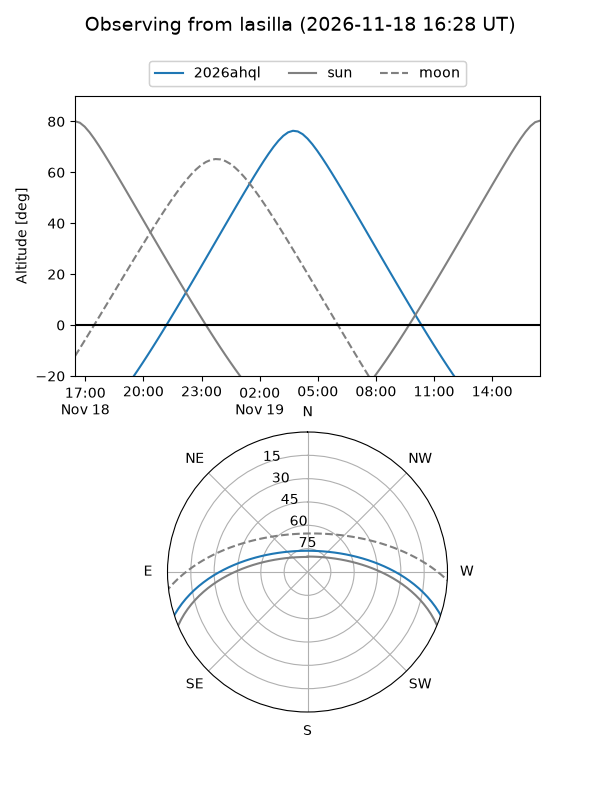 Observing from lasilla (2026-11-18 16:28 UT)
2026ahql sun moon
Altitude [deg]
80
60
40
20
0
−20
17:00 20:00 23:00 02:00 05:00 08:00 11:00 14:00
Nov 18 Nov 19
N
NE NW
15
30
45
60
75
E W
SE SW
S